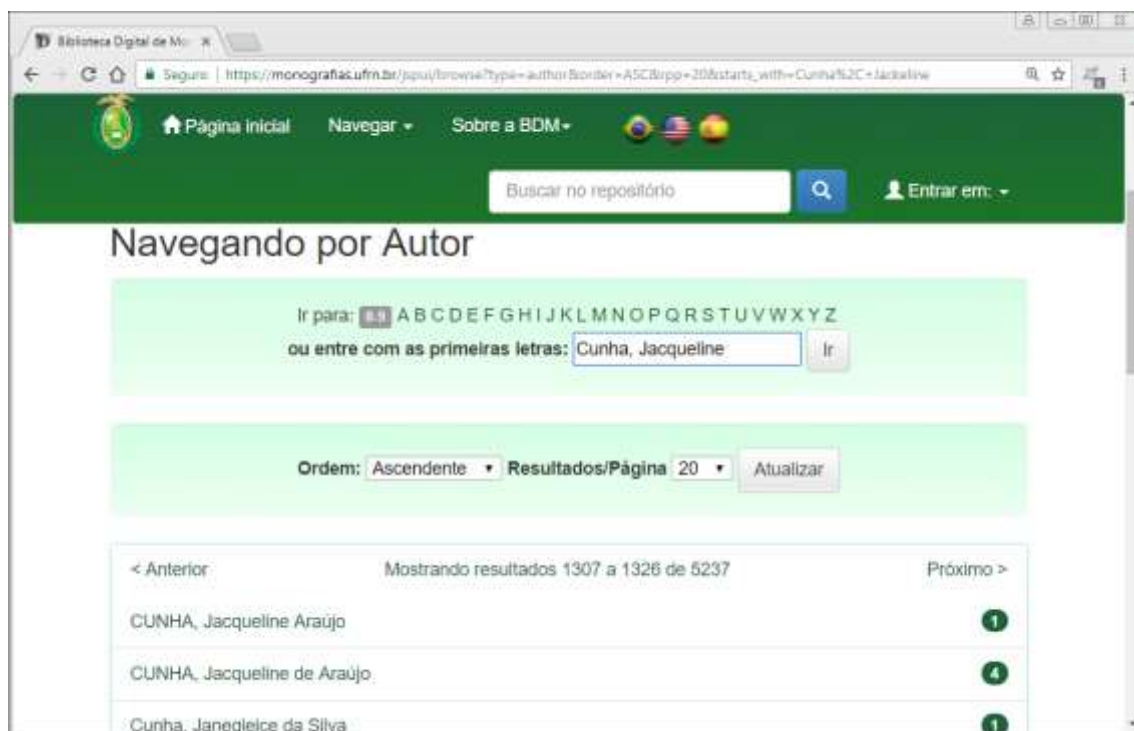 Biblioteca Digital de Mo
Seguro | https://monografias.ufrn.br/jspui/browse?type=author&order=ASC&rpp=20&starts_with=Cunha%2C+Jackeline
Página inicial Navegar Sobre a BDM
Buscar no repositório Entrar em:
Navegando por Autor
Ir para: 0-9 A B C D E F G H I J K L M N O P Q R S T U V W X Y Z
ou entre com as primeiras letras: Cunha, Jacqueline Ir
Ordem: Ascendente Resultados/Página 20 Atualizar
< Anterior Mostrando resultados 1307 a 1326 de 5237 Próximo >
CUNHA, Jacqueline Araújo 1
CUNHA, Jacqueline de Araújo 4
Cunha, Janegleice da Silva 1